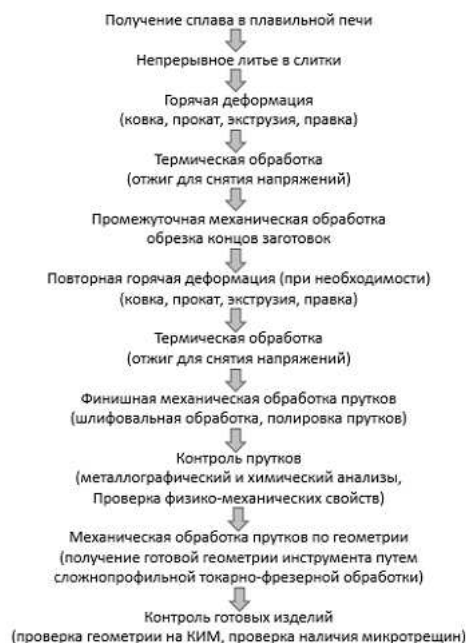 Получение сплава в плавильной печи
Непрерывное литье в слитки
Горячая деформация
(ковка, прокат, экструзия, правка)
Термическая обработка
(отжиг для снятия напряжений)
Промежуточная механическая обработка
обрезка концов заготовок
Повторная горячая деформация (при необходимости)
(ковка, прокат, экструзия, правка)
Термическая обработка
(отжиг для снятия напряжений)
Финишная механическая обработка прутков
(шлифовальная обработка, полировка прутков)
Контроль прутков
(металлографический и химический анализы,
Проверка физико-механических свойств)
Механическая обработка прутков по геометрии
(получение готовой геометрии инструмента путем
сложнопрофильной токарно-фрезерной обработки)
Контроль готовых изделий
(проверка геометрии на КИМ, проверка наличия микротрещин)